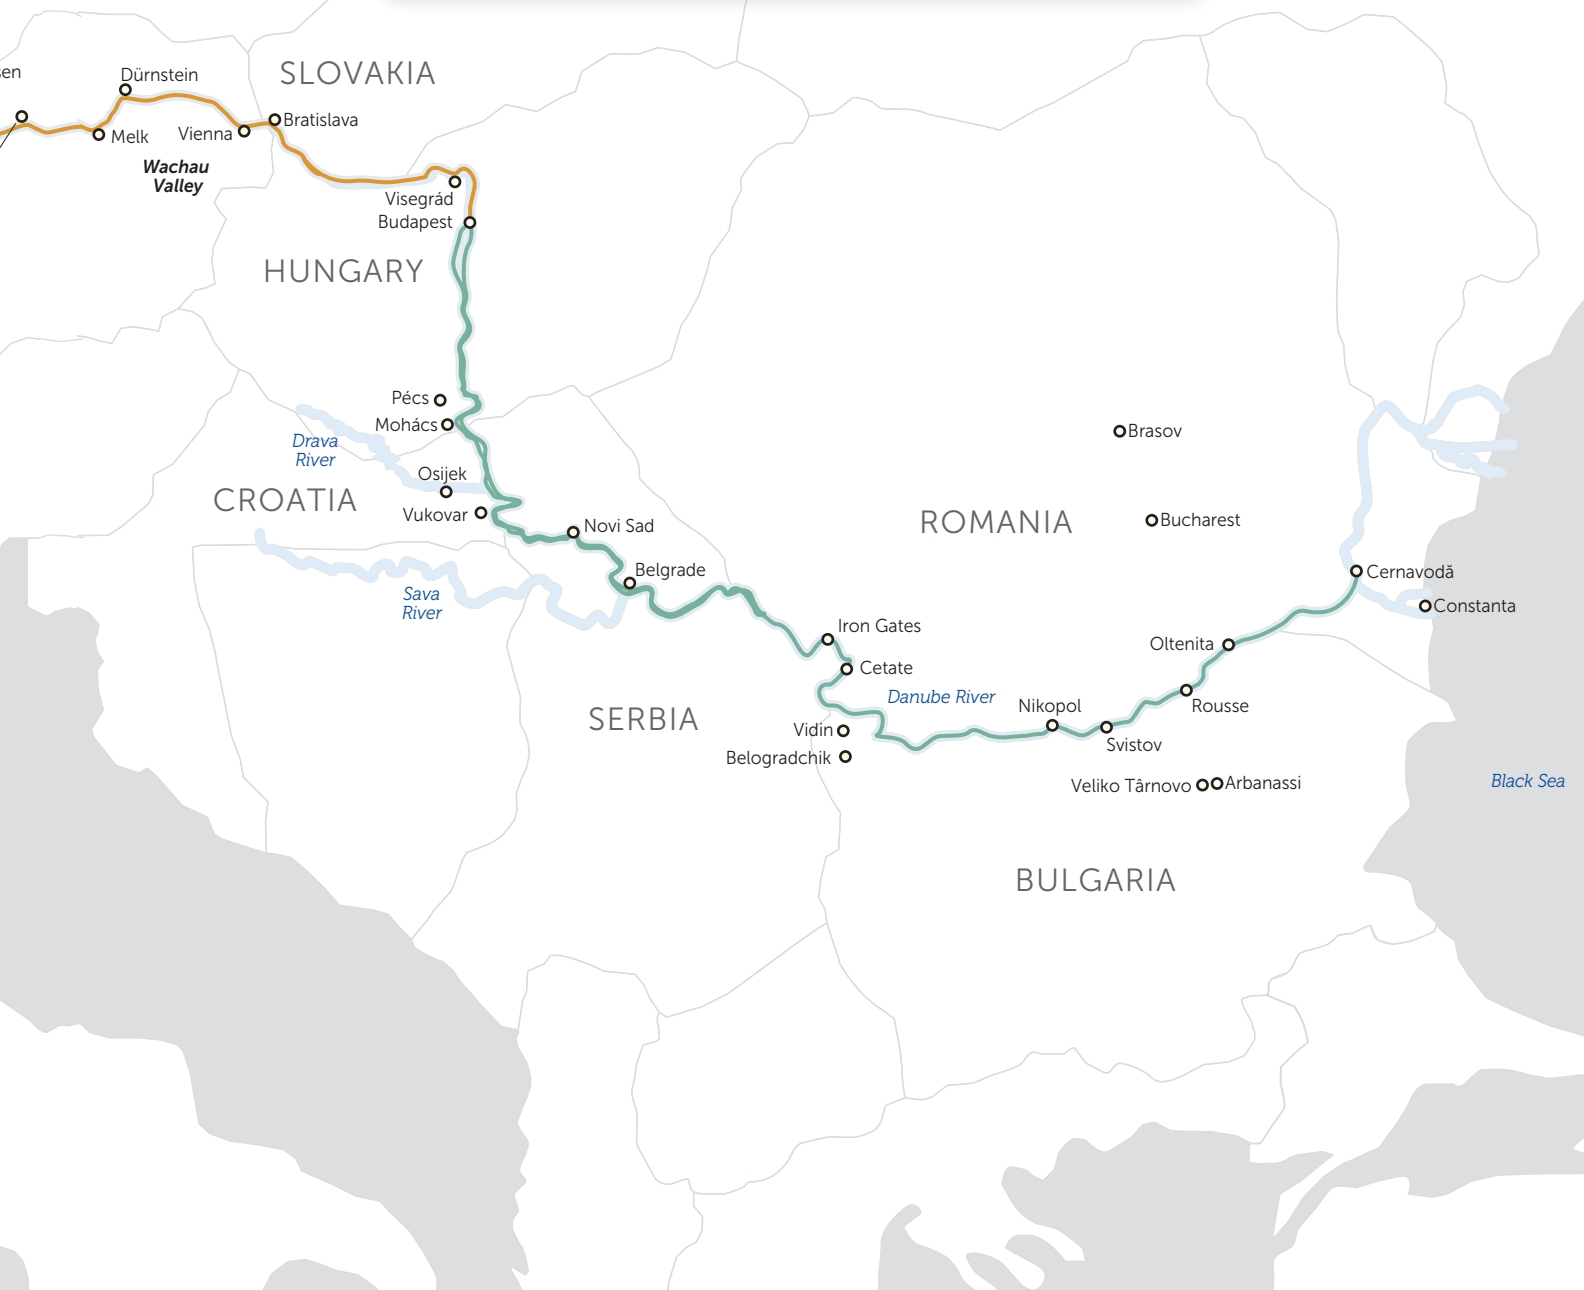 Dürnstein
SLOVAKIA
Bratislava
Melk
Vienna
Wachau
Valley
Visegrád
Budapest
HUNGARY
Pécs
Mohács
Drava
River
Osijek
CROATIA
Vukovar
Novi Sad
Brasov
ROMANIA
Bucharest
Belgrade
Sava
River
Cernavodă
Constanta
Iron Gates
Oltenita
Cetate
Danube River
SERBIA
Nikopol
Rousse
Vidin
Svistov
Belogradchik
Veliko Târnovo
Arbanassi
Black Sea
BULGARIA